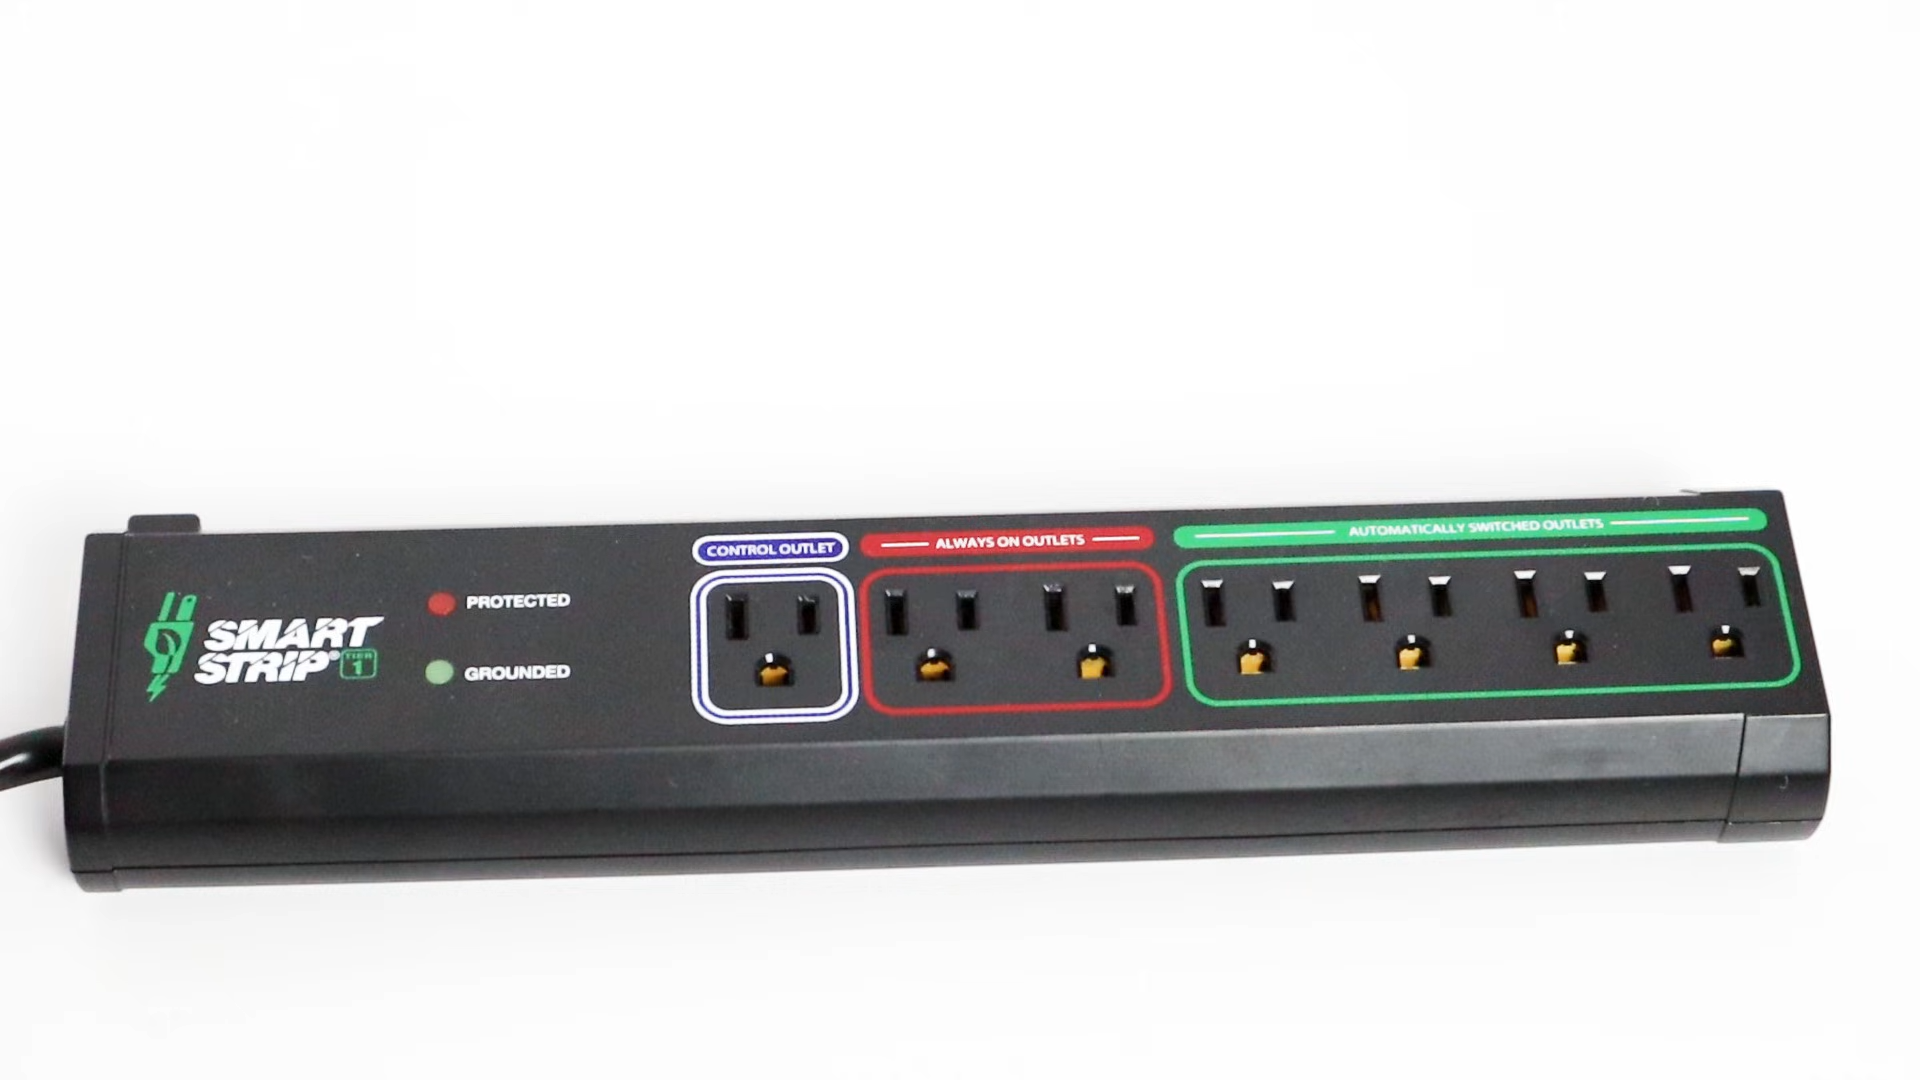 SMART
STRIP®
TIER
1
PROTECTED
GROUNDED
CONTROL OUTLET
ALWAYS ON OUTLETS
AUTOMATICALLY SWITCHED OUTLETS